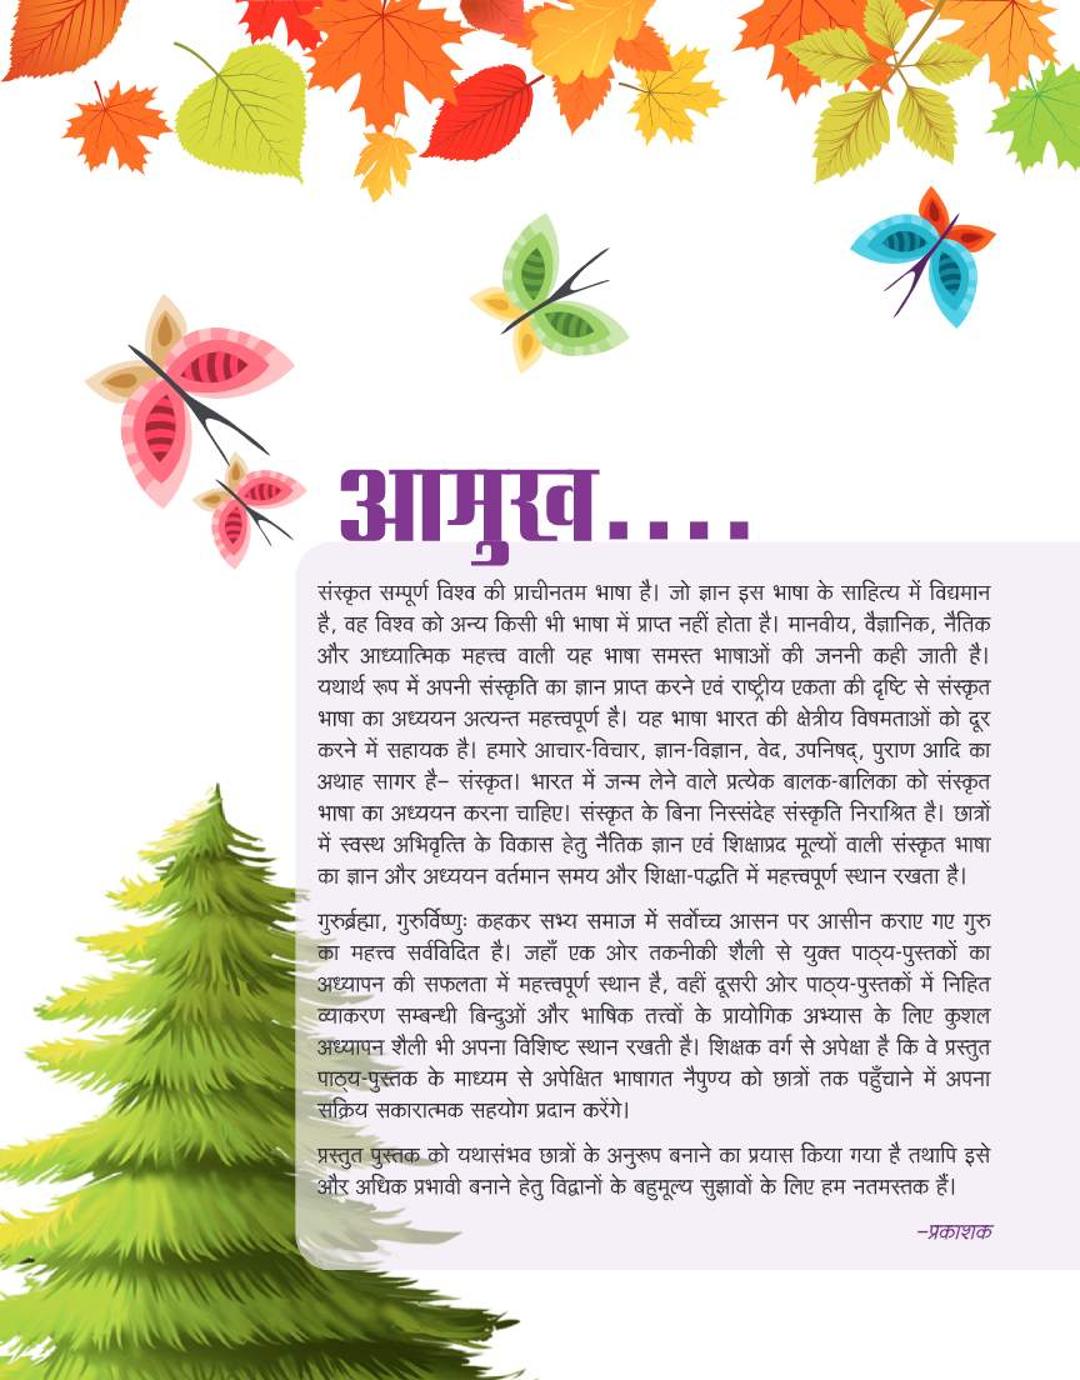 आमुख....
संस्कृत सम्पूर्ण विश्व की प्राचीनतम भाषा है। जो ज्ञान इस भाषा के साहित्य में विद्यमान
है, वह विश्व को अन्य किसी भी भाषा में प्राप्त नहीं होता है। मानवीय, वैज्ञानिक, नैतिक
और आध्यात्मिक महत्त्व वाली यह भाषा समस्त भाषाओं की जननी कही जाती है।
यथार्थ रूप में अपनी संस्कृति का ज्ञान प्राप्त करने एवं राष्ट्रीय एकता की दृष्टि से संस्कृत
भाषा का अध्ययन अत्यन्त महत्त्वपूर्ण है। यह भाषा भारत की क्षेत्रीय विषमताओं को दूर
करने में सहायक है। हमारे आचार-विचार, ज्ञान-विज्ञान, वेद, उपनिषद्, पुराण आदि का
अथाह सागर है– संस्कृत। भारत में जन्म लेने वाले प्रत्येक बालक-बालिका को संस्कृत
भाषा का अध्ययन करना चाहिए। संस्कृत के बिना निस्संदेह संस्कृति निराश्रित है। छात्रों
में स्वस्थ अभिवृत्ति के विकास हेतु नैतिक ज्ञान एवं शिक्षाप्रद मूल्यों वाली संस्कृत भाषा
का ज्ञान और अध्ययन वर्तमान समय और शिक्षा-पद्धति में महत्त्वपूर्ण स्थान रखता है।
गुरुर्ब्रह्मा, गुरुर्विष्णुः कहकर सभ्य समाज में सर्वोच्च आसन पर आसीन कराए गए गुरु
का महत्त्व सर्वविदित है। जहाँ एक ओर तकनीकी शैली से युक्त पाठ्य-पुस्तकों का
अध्यापन की सफलता में महत्त्वपूर्ण स्थान है, वहीं दूसरी ओर पाठ्य-पुस्तकों में निहित
व्याकरण सम्बन्धी बिन्दुओं और भाषिक तत्त्वों के प्रायोगिक अभ्यास के लिए कुशल
अध्यापन शैली भी अपना विशिष्ट स्थान रखती है। शिक्षक वर्ग से अपेक्षा है कि वे प्रस्तुत
पाठ्य-पुस्तक के माध्यम से अपेक्षित भाषागत नैपुण्य को छात्रों तक पहुँचाने में अपना
सक्रिय सकारात्मक सहयोग प्रदान करेंगे।
प्रस्तुत पुस्तक को यथासंभव छात्रों के अनुरूप बनाने का प्रयास किया गया है तथापि इसे
और अधिक प्रभावी बनाने हेतु विद्वानों के बहुमूल्य सुझावों के लिए हम नतमस्तक हैं।
–प्रकाशक